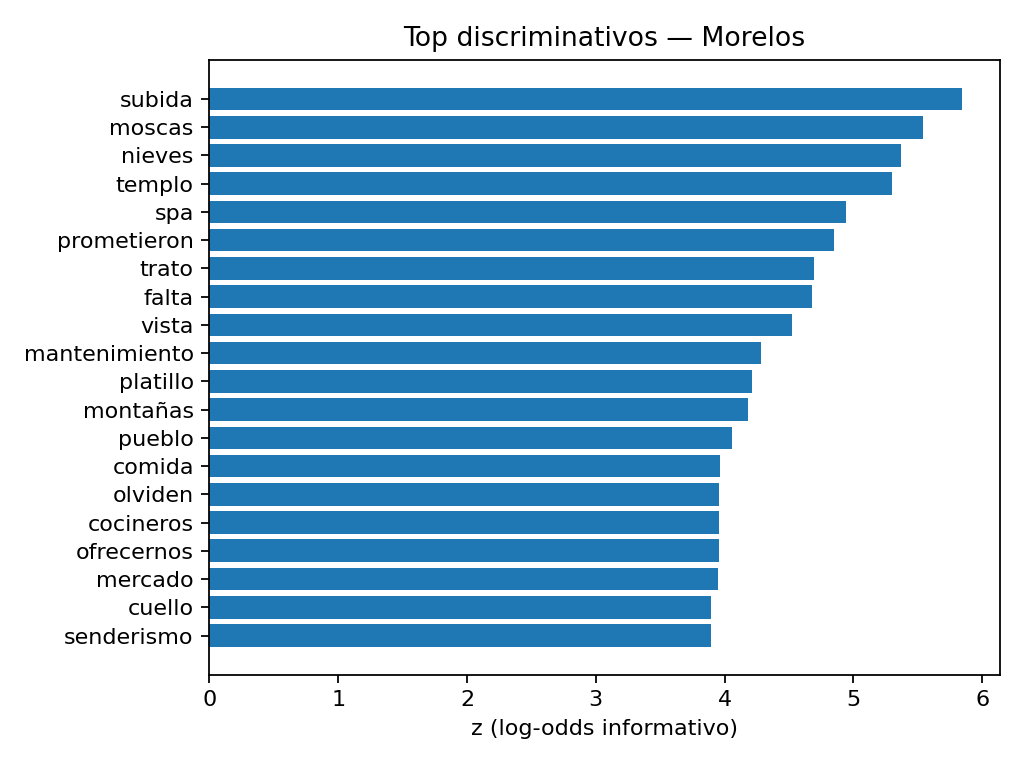 Top discriminativos — Morelos
subida
moscas
nieves
templo
spa
prometieron
trato
falta
vista
mantenimiento
platillo
montañas
pueblo
comida
olviden
cocineros
ofrecernos
mercado
cuello
senderismo
0 1 2 3 4 5 6
z (log-odds informativo)